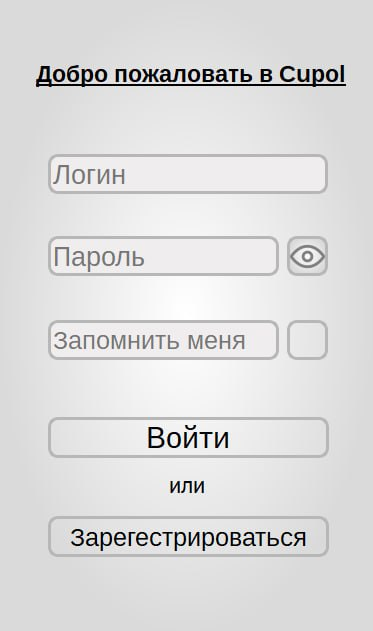 Добро пожаловать в Cupol
Логин
Пароль
Запомнить меня
Войти
или
Зарегестрироваться